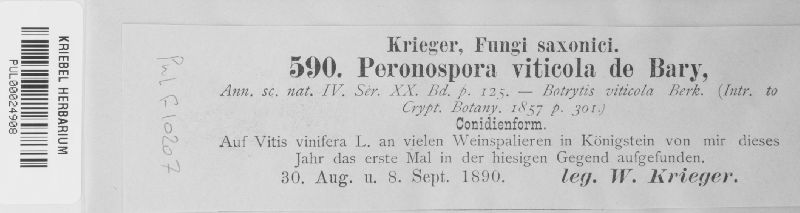 KRIEBEL HERBARIUM
PUL00024908
Pul F10207
Krieger, Fungi saxonici.
590. Peronospora viticola de Bary,
Ann. sc. nat. IV. Sér. XX. Bd. p. 125. — Botrytis viticola Berk. (Intr. to
Crypt. Botany. 1857 p. 301.)
Conidienform.
Auf Vitis vinifera L. an vielen Weinspalieren in Königstein von mir dieses
Jahr das erste Mal in der hiesigen Gegend aufgefunden.
30. Aug. u. 8. Sept. 1890. leg. W. Krieger.